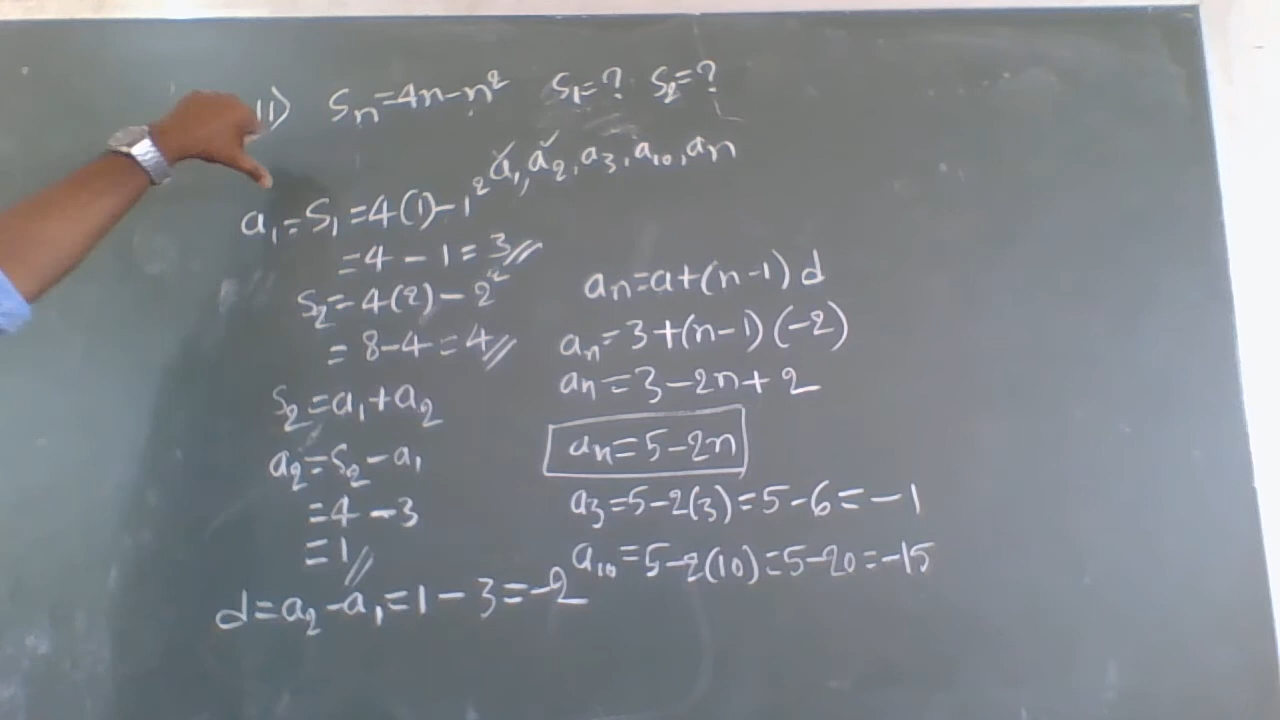 11) Sₙ=4n-n² S₁=? S₂=?
a₁, a₂, a₃, a₁₀, aₙ
a₁=S₁=4(1)-1²
=4-1=3//
S₂=4(2)-2²
=8-4=4//
S₂=a₁+a₂
a₂=S₂-a₁
=4-3
=1//
d=a₂-a₁=1-3=-2
aₙ=a+(n-1)d
aₙ=3+(n-1)(-2)
aₙ=3-2n+2
aₙ=5-2n
a₃=5-2(3)=5-6=-1
a₁₀=5-2(10)=5-20=-15